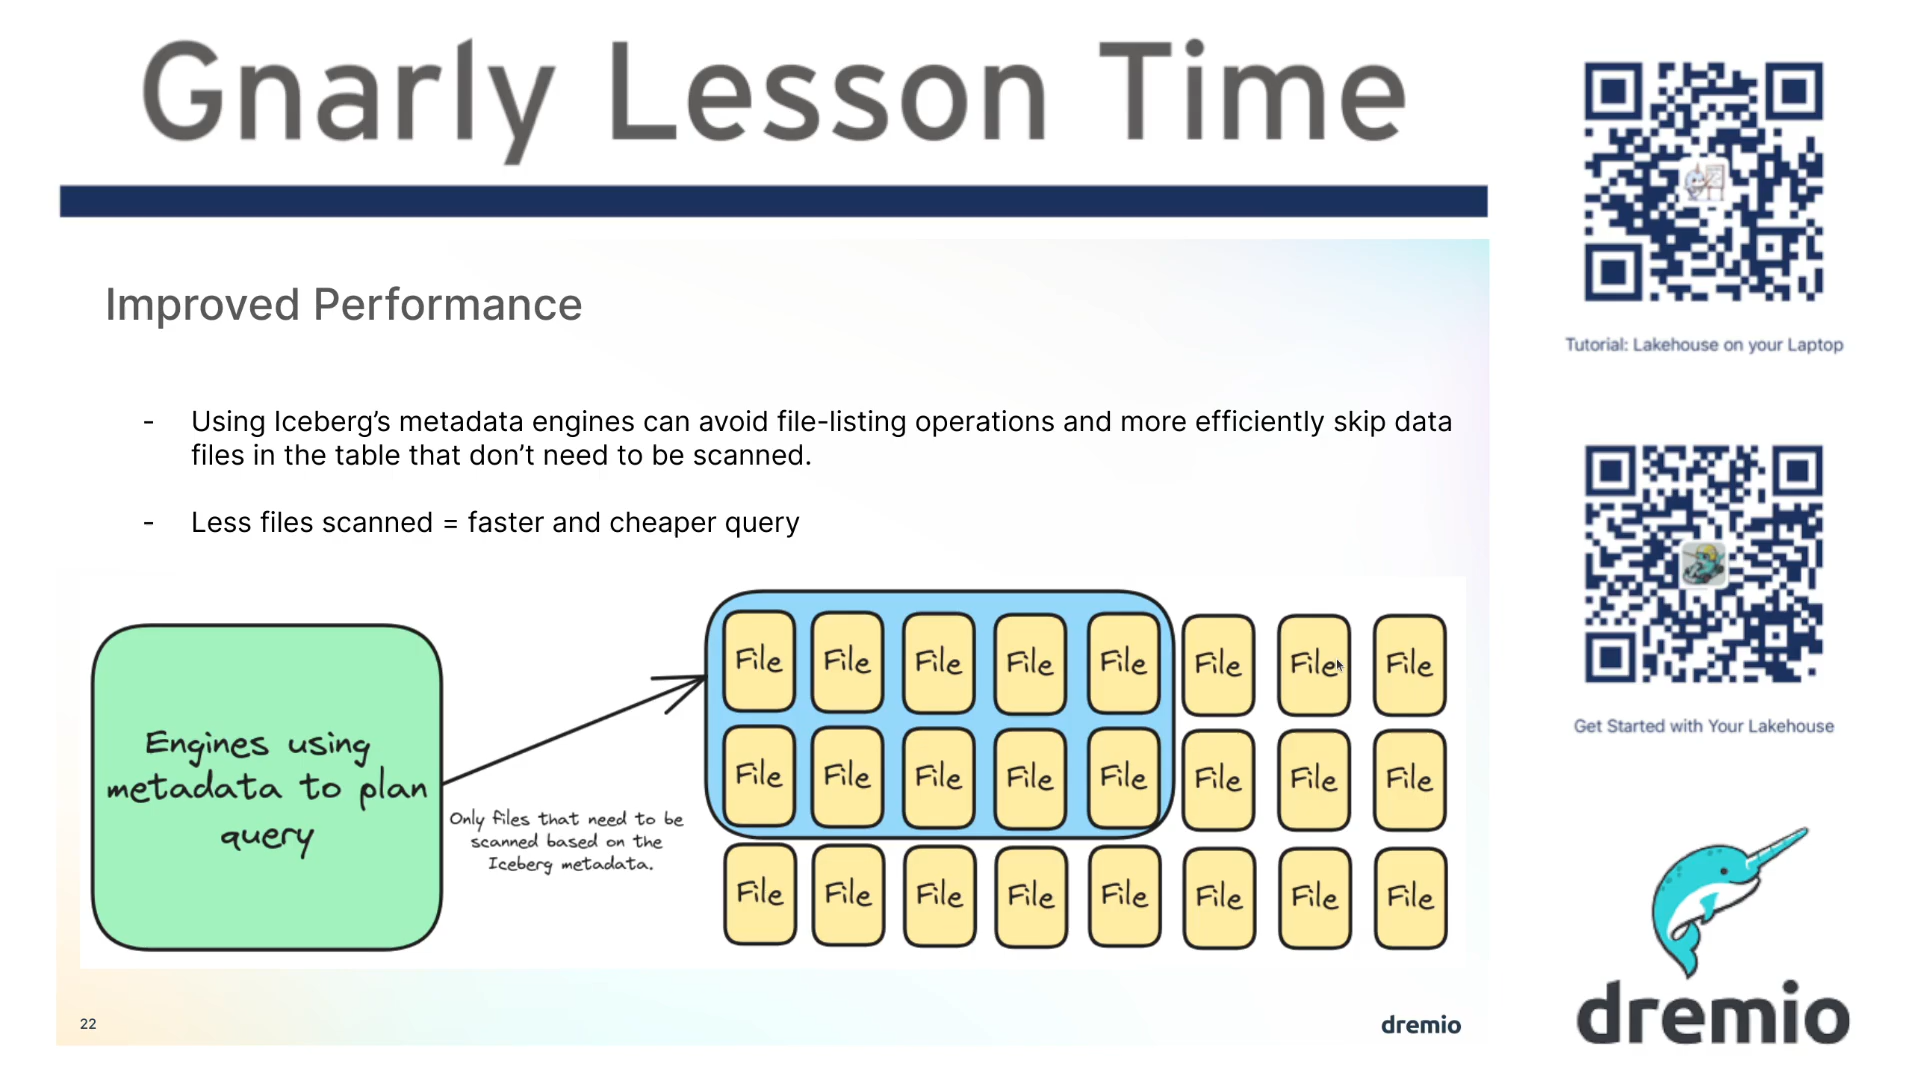 Gnarly Lesson Time
Improved Performance
- Using Iceberg's metadata engines can avoid file-listing operations and more efficiently skip data
files in the table that don't need to be scanned.
- Less files scanned = faster and cheaper query
Engines using
metadata to plan
query
Only files that need to be
scanned based on the
Iceberg metadata.
File File File File File File File File
File File File File File File File File
File File File File File File File File
22
dremio
Tutorial: Lakehouse on your Laptop
Get Started with Your Lakehouse
dremio